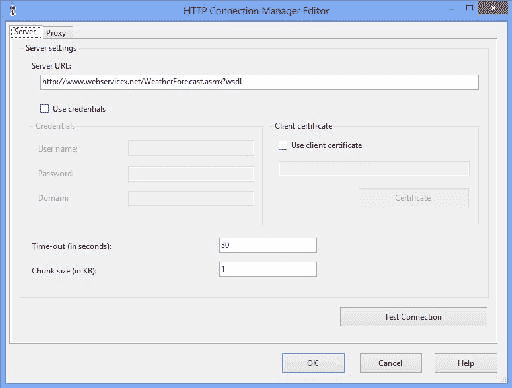 HTTP Connection Manager Editor
Server Proxy
Server settings
Server URL:
http://www.webservicex.net/WeatherForecast.asmx?wsdl
Use credentials
Credentials
Client certificate
User name:
Use client certificate
Password:
Domain:
Certificate
Time-out (in seconds):
30
Chunk size (in KB):
1
Test Connection
OK
Cancel
Help